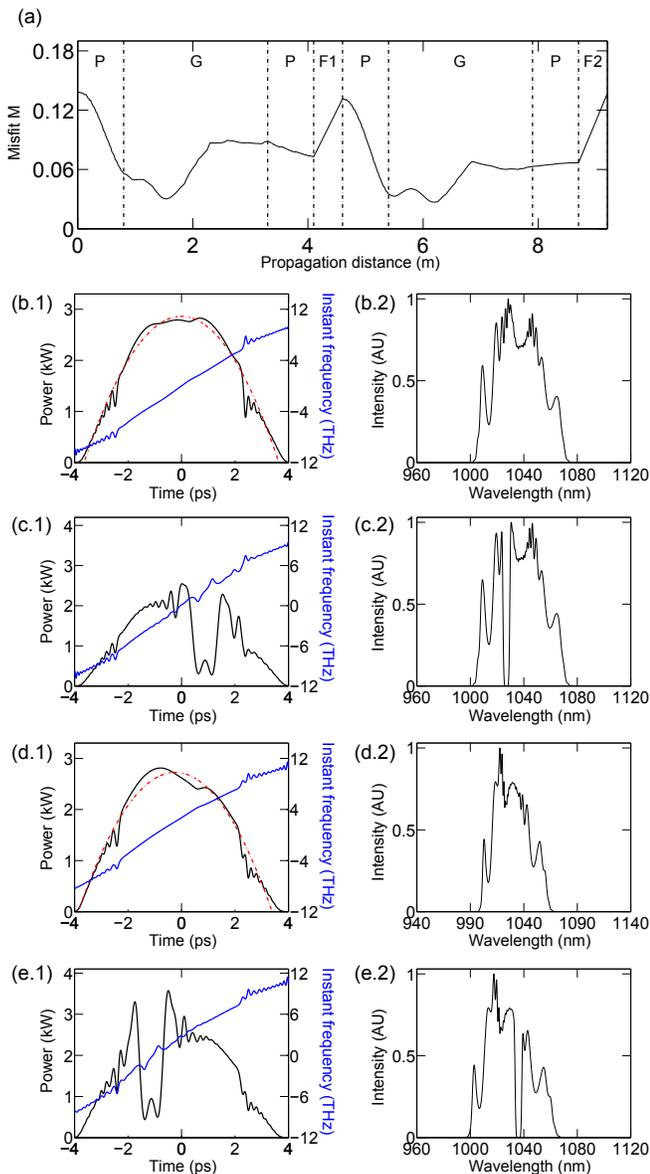 (a)
0.18
0.12
0.06
0
Misfit M
P G P F1 P G P F2
0 2 4 6 8
Propagation distance (m)
(b.1)
3
2
1
0
Power (kW)
12
4
−4
−12
Instant frequency (THz)
−4 −2 0 2 4
Time (ps)
(b.2)
1
0.5
0
Intensity (AU)
960 1000 1040 1080 1120
Wavelength (nm)
(c.1)
4
3
2
1
0
Power (kW)
12
6
0
−6
−12
Instant frequency (THz)
−4 −2 0 2 4
Time (ps)
(c.2)
1
0.5
0
Intensity (AU)
960 1000 1040 1080 1120
Wavelength (nm)
(d.1)
3
2
1
0
Power (kW)
12
4
−4
−12
Instant frequency (THz)
−4 −2 0 2 4
Time (ps)
(d.2)
1
0.5
0
Intensity (AU)
940 990 1040 1090 1140
Wavelength (nm)
(e.1)
4
3
2
1
0
Power (kW)
12
6
0
−6
−12
Instant frequency (THz)
−4 −2 0 2 4
Time (ps)
(e.2)
1
0.5
0
Intensity (AU)
960 1000 1040 1080 1120
Wavelength (nm)